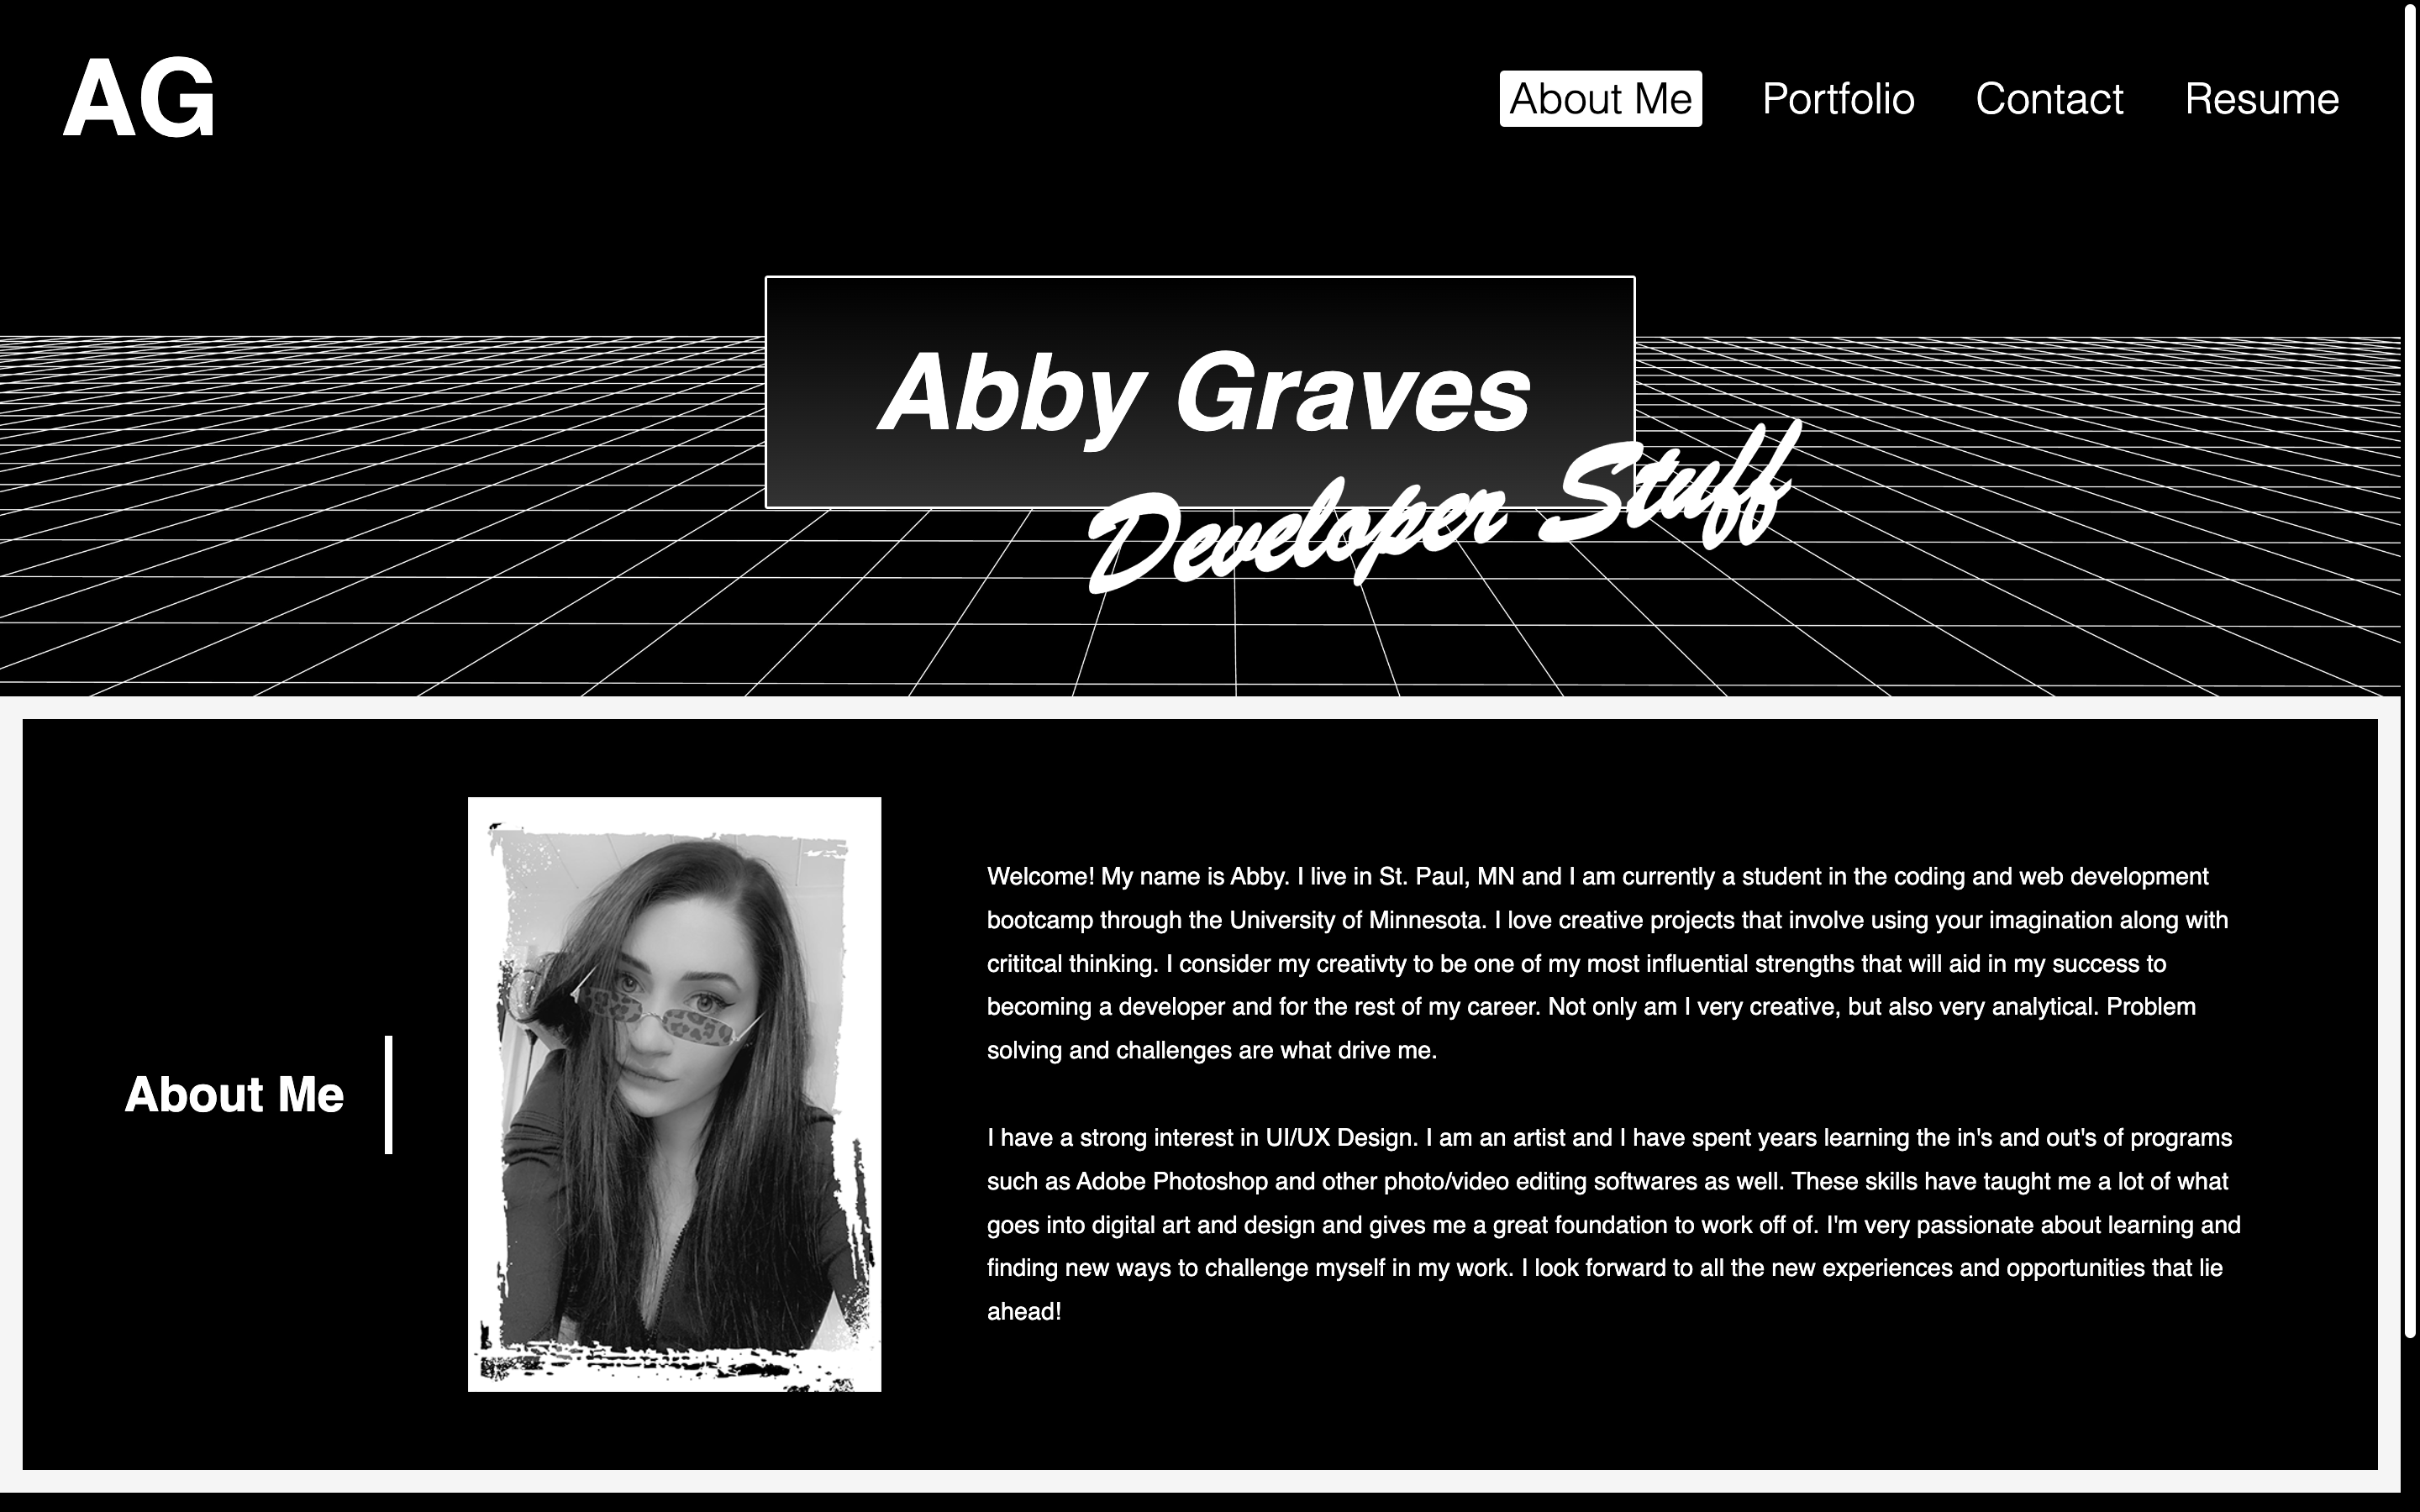 AG
About Me Portfolio Contact Resume
Abby Graves
Developer Stuff
About Me
Welcome! My name is Abby. I live in St. Paul, MN and I am currently a student in the coding and web development
bootcamp through the University of Minnesota. I love creative projects that involve using your imagination along with
crititcal thinking. I consider my creativty to be one of my most influential strengths that will aid in my success to
becoming a developer and for the rest of my career. Not only am I very creative, but also very analytical. Problem
solving and challenges are what drive me.
I have a strong interest in UI/UX Design. I am an artist and I have spent years learning the in's and out's of programs
such as Adobe Photoshop and other photo/video editing softwares as well. These skills have taught me a lot of what
goes into digital art and design and gives me a great foundation to work off of. I'm very passionate about learning and
finding new ways to challenge myself in my work. I look forward to all the new experiences and opportunities that lie
ahead!